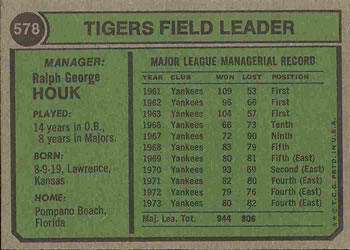 578
TIGERS FIELD LEADER
MANAGER:
Ralph George
HOUK
PLAYED:
14 years in O.B.,
8 years in Majors.
BORN:
8-9-19, Lawrence,
Kansas
HOME:
Pompano Beach,
Florida
MAJOR LEAGUE MANAGERIAL RECORD
YEAR CLUB WON LOST POSITION
1961 Yankees 109 53 First
1962 Yankees 96 66 First
1963 Yankees 104 57 First
1966 Yankees 66 73 Tenth
1967 Yankees 72 90 Ninth
1968 Yankees 83 79 Fifth
1969 Yankees 80 81 Fifth (East)
1970 Yankees 93 69 Second (East)
1971 Yankees 82 80 Fourth (East)
1972 Yankees 79 76 Fourth (East)
1973 Yankees 80 82 Fourth (East)
Maj. Lea. Tot. 944 806
© T.C.G. PRTD. IN U.S.A.